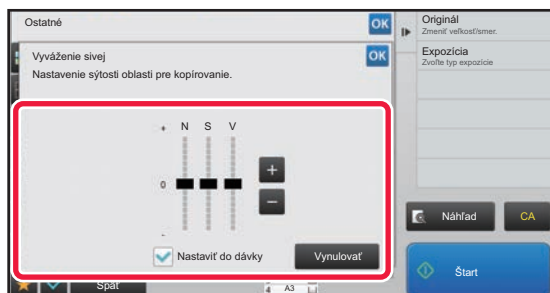 Ostatné
OK
Vyváženie sivej
OK
Nastavenie sýtosti oblasti pre kopírovanie.
+ N S V
0
-
+
−
Nastaviť do dávky
Vynulovať
Späť
A3
Originál
Zmeniť veľkosť/smer.
Expozícia
Zvoľte typ expozície
Náhľad
CA
Štart